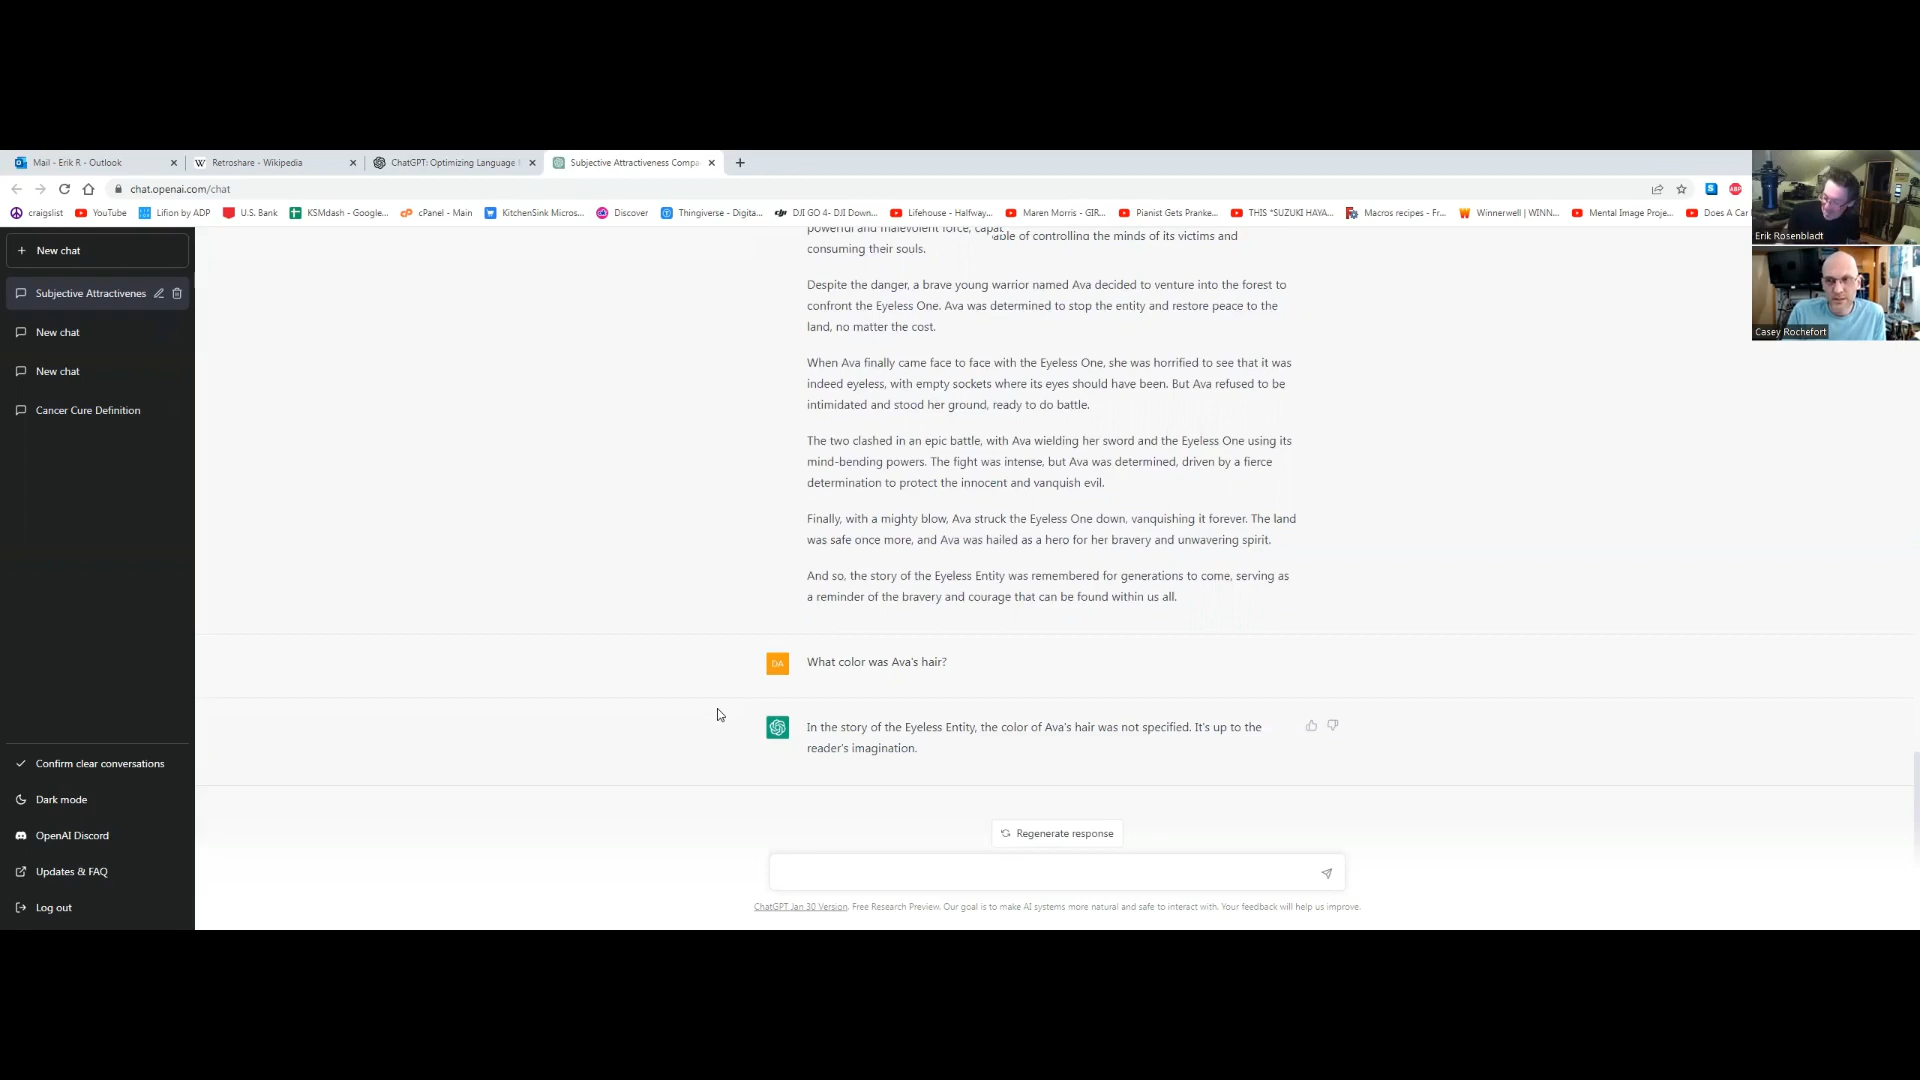 Mail - Erik R - Outlook
Retroshare - Wikipedia
ChatGPT: Optimizing Language
Subjective Attractiveness Compa
chat.openai.com/chat
craigslist
YouTube
Lifion by ADP
U.S. Bank
KSMdash - Google...
cPanel - Main
KitchenSink Micros...
Discover
Thingiverse - Digita...
DJI GO 4- DJI Down...
Lifehouse - Halfway...
Maren Morris - GIR...
Pianist Gets Pranke...
THIS *SUZUKI HAYA...
Macros recipes - Fr...
Winnerwell | WINN...
Mental Image Proje...
Does A Car
Erik Rosenbladt
Casey Rochefort
New chat
Subjective Attractivenes
New chat
New chat
Cancer Cure Definition
Confirm clear conversations
Dark mode
OpenAI Discord
Updates & FAQ
Log out
powerful and malevolent force, capable of controlling the minds of its victims and
consuming their souls.
Despite the danger, a brave young warrior named Ava decided to venture into the forest to
confront the Eyeless One. Ava was determined to stop the entity and restore peace to the
land, no matter the cost.
When Ava finally came face to face with the Eyeless One, she was horrified to see that it was
indeed eyeless, with empty sockets where its eyes should have been. But Ava refused to be
intimidated and stood her ground, ready to do battle.
The two clashed in an epic battle, with Ava wielding her sword and the Eyeless One using its
mind-bending powers. The fight was intense, but Ava was determined, driven by a fierce
determination to protect the innocent and vanquish evil.
Finally, with a mighty blow, Ava struck the Eyeless One down, vanquishing it forever. The land
was safe once more, and Ava was hailed as a hero for her bravery and unwavering spirit.
And so, the story of the Eyeless Entity was remembered for generations to come, serving as
a reminder of the bravery and courage that can be found within us all.
DA
What color was Ava's hair?
In the story of the Eyeless Entity, the color of Ava's hair was not specified. It's up to the
reader's imagination.
Regenerate response
ChatGPT Jan 30 Version. Free Research Preview. Our goal is to make AI systems more natural and safe to interact with. Your feedback will help us improve.